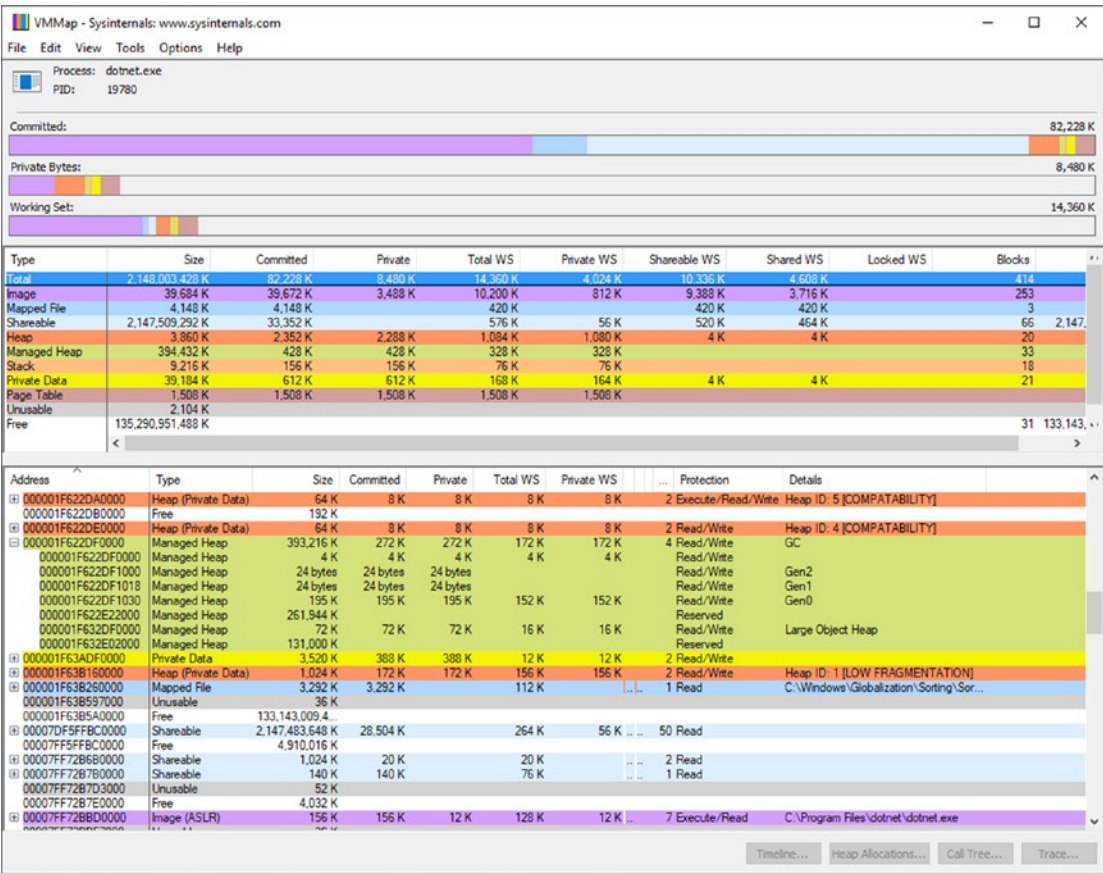 VMMap - Sysinternals: www.sysinternals.com
File Edit View Tools Options Help
Process: dotnet.exe
PID: 19780
Committed: 82,228 K
Private Bytes: 8,480 K
Working Set: 14,360 K
Type Size Committed Private Total WS Private WS Shareable WS Shared WS Locked WS Blocks
Total 2,148,003,428 K 82,228 K 8,480 K 14,360 K 4,024 K 10,336 K 4,608 K 414
Image 39,684 K 39,672 K 3,488 K 10,200 K 812 K 9,388 K 3,716 K 253
Mapped File 4,148 K 4,148 K 420 K 420 K 420 K 3
Shareable 2,147,509,292 K 33,352 K 576 K 56 K 520 K 464 K 66 2,147,
Heap 3,860 K 2,352 K 2,288 K 1,084 K 1,080 K 4 K 4 K 20
Managed Heap 394,432 K 428 K 428 K 328 K 328 K 33
Stack 9,216 K 156 K 156 K 76 K 76 K 18
Private Data 39,184 K 612 K 612 K 168 K 164 K 4 K 4 K 21
Page Table 1,508 K 1,508 K 1,508 K 1,508 K 1,508 K
Unusable 2,104 K
Free 135,290,951,488 K 31 133,143,
Address Type Size Committed Private Total WS Private WS ... Protection Details
000001F622DA0000 Heap (Private Data) 64 K 8 K 8 K 8 K 8 K 2 Execute/Read/Write Heap ID: 5 [COMPATABILITY]
000001F622DB0000 Free 192 K
000001F622DE0000 Heap (Private Data) 64 K 8 K 8 K 8 K 8 K 2 Read/Write Heap ID: 4 [COMPATABILITY]
000001F622DF0000 Managed Heap 393,216 K 272 K 272 K 172 K 172 K 4 Read/Write GC
000001F622DF0000 Managed Heap 4 K 4 K 4 K 4 K 4 K Read/Write
000001F622DF1000 Managed Heap 24 bytes 24 bytes 24 bytes Read/Write Gen2
000001F622DF1018 Managed Heap 24 bytes 24 bytes 24 bytes Read/Write Gen1
000001F622DF1030 Managed Heap 195 K 195 K 195 K 152 K 152 K Read/Write Gen0
000001F622E22000 Managed Heap 261,944 K Reserved
000001F632DF0000 Managed Heap 72 K 72 K 72 K 16 K 16 K Read/Write Large Object Heap
000001F632E02000 Managed Heap 131,000 K Reserved
000001F63ADF0000 Private Data 3,520 K 388 K 388 K 12 K 12 K 2 Read/Write
000001F63B160000 Heap (Private Data) 1,024 K 172 K 172 K 156 K 156 K 2 Read/Write Heap ID: 1 [LOW FRAGMENTATION]
000001F63B260000 Mapped File 3,292 K 3,292 K 112 K .. .. 1 Read C:\Windows\Globalization\Sorting\Sor...
000001F63B597000 Unusable 36 K
000001F63B5A0000 Free 133,143,009,4...
00007DF5FFBC0000 Shareable 2,147,483,648 K 28,504 K 264 K 56 K .. .. 50 Read
00007FF5FFBC0000 Free 4,910,016 K
00007FF72B6B0000 Shareable 1,024 K 20 K 20 K .. .. 2 Read
00007FF72B7B0000 Shareable 140 K 140 K 76 K .. .. 1 Read
00007FF72B7D3000 Unusable 52 K
00007FF72B7E0000 Free 4,032 K
00007FF72BBD0000 Image (ASLR) 156 K 156 K 12 K 128 K 12 K .. 7 Execute/Read C:\Program Files\dotnet\dotnet.exe
Timeline... Heap Allocations... Call Tree... Trace...